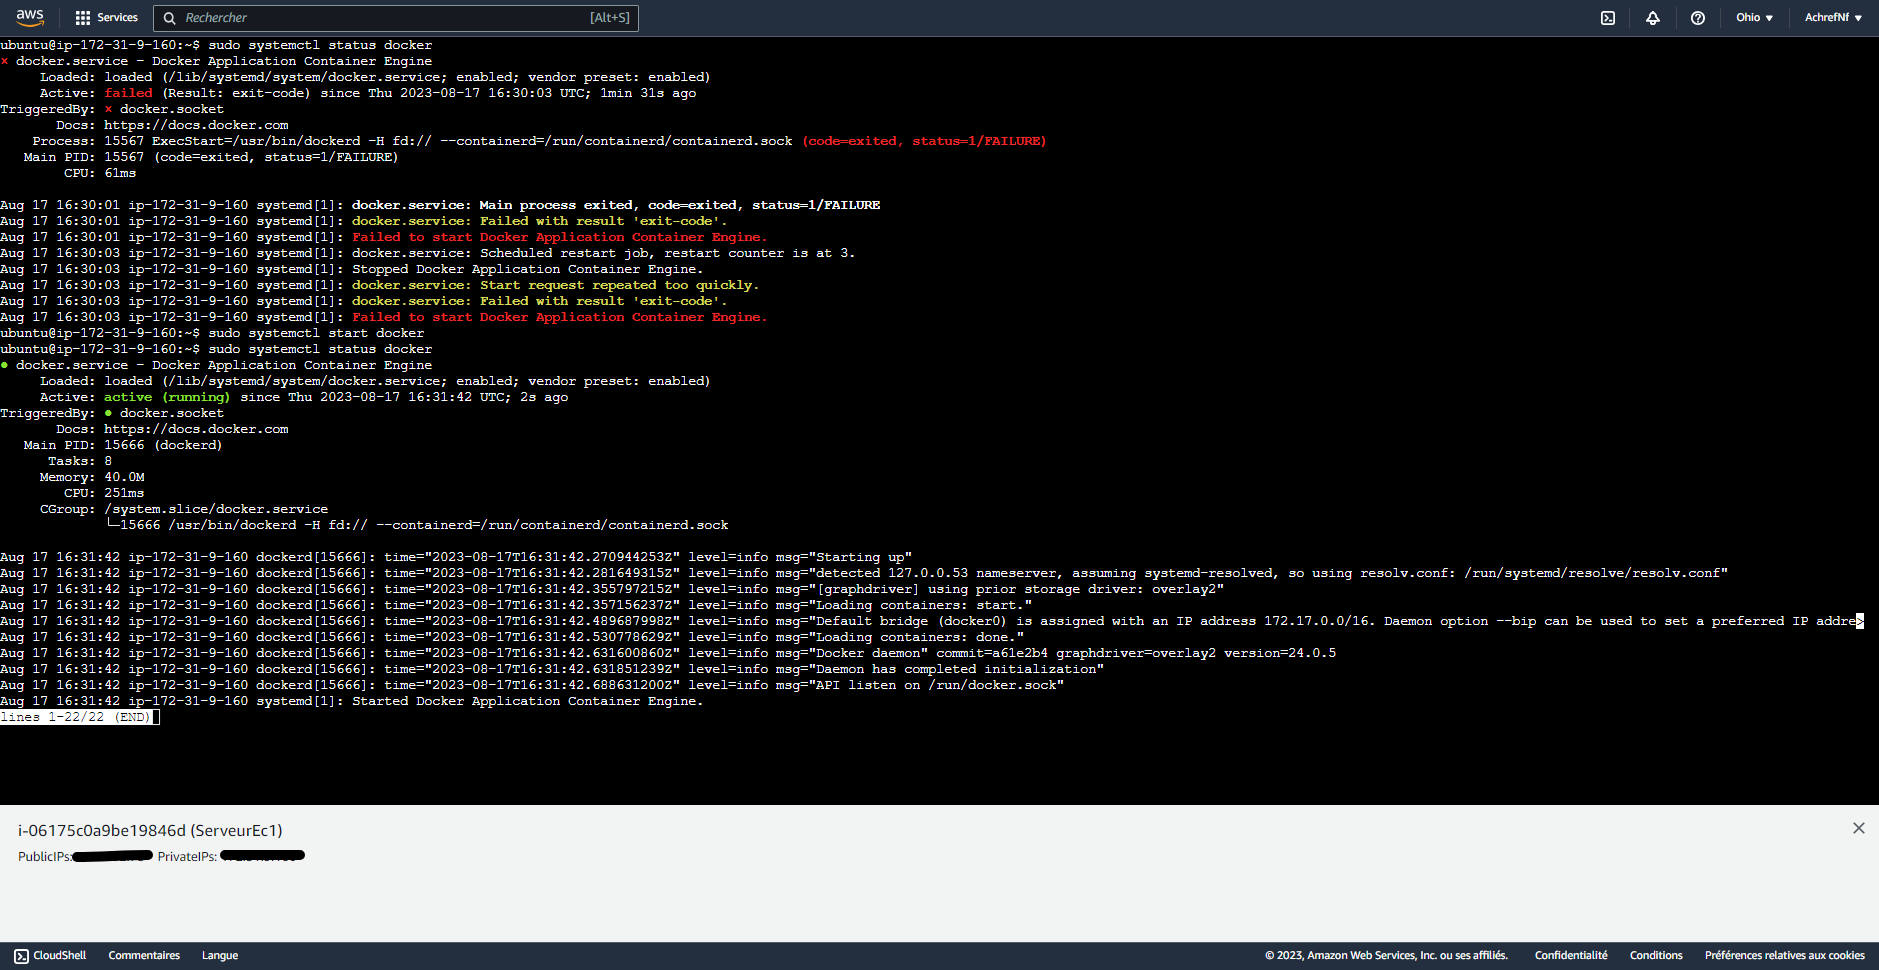 aws Services Rechercher [Alt+S] Ohio ▼ AchrefNf ▼
ubuntu@ip-172-31-9-160:~$ sudo systemctl status docker
× docker.service - Docker Application Container Engine
Loaded: loaded (/lib/systemd/system/docker.service; enabled; vendor preset: enabled)
Active: failed (Result: exit-code) since Thu 2023-08-17 16:30:03 UTC; 1min 31s ago
TriggeredBy: × docker.socket
Docs: https://docs.docker.com
Process: 15567 ExecStart=/usr/bin/dockerd -H fd:// --containerd=/run/containerd/containerd.sock (code=exited, status=1/FAILURE)
Main PID: 15567 (code=exited, status=1/FAILURE)
CPU: 61ms
Aug 17 16:30:01 ip-172-31-9-160 systemd[1]: docker.service: Main process exited, code=exited, status=1/FAILURE
Aug 17 16:30:01 ip-172-31-9-160 systemd[1]: docker.service: Failed with result 'exit-code'.
Aug 17 16:30:01 ip-172-31-9-160 systemd[1]: Failed to start Docker Application Container Engine.
Aug 17 16:30:03 ip-172-31-9-160 systemd[1]: docker.service: Scheduled restart job, restart counter is at 3.
Aug 17 16:30:03 ip-172-31-9-160 systemd[1]: Stopped Docker Application Container Engine.
Aug 17 16:30:03 ip-172-31-9-160 systemd[1]: docker.service: Start request repeated too quickly.
Aug 17 16:30:03 ip-172-31-9-160 systemd[1]: docker.service: Failed with result 'exit-code'.
Aug 17 16:30:03 ip-172-31-9-160 systemd[1]: Failed to start Docker Application Container Engine.
ubuntu@ip-172-31-9-160:~$ sudo systemctl start docker
ubuntu@ip-172-31-9-160:~$ sudo systemctl status docker
● docker.service - Docker Application Container Engine
Loaded: loaded (/lib/systemd/system/docker.service; enabled; vendor preset: enabled)
Active: active (running) since Thu 2023-08-17 16:31:42 UTC; 2s ago
TriggeredBy: ● docker.socket
Docs: https://docs.docker.com
Main PID: 15666 (dockerd)
Tasks: 8
Memory: 40.0M
CPU: 251ms
CGroup: /system.slice/docker.service
└─15666 /usr/bin/dockerd -H fd:// --containerd=/run/containerd/containerd.sock
Aug 17 16:31:42 ip-172-31-9-160 dockerd[15666]: time="2023-08-17T16:31:42.270944253Z" level=info msg="Starting up"
Aug 17 16:31:42 ip-172-31-9-160 dockerd[15666]: time="2023-08-17T16:31:42.281649315Z" level=info msg="detected 127.0.0.53 nameserver, assuming systemd-resolved, so using resolv.conf: /run/systemd/resolve/resolv.conf"
Aug 17 16:31:42 ip-172-31-9-160 dockerd[15666]: time="2023-08-17T16:31:42.355797215Z" level=info msg="[graphdriver] using prior storage driver: overlay2"
Aug 17 16:31:42 ip-172-31-9-160 dockerd[15666]: time="2023-08-17T16:31:42.357156237Z" level=info msg="Loading containers: start."
Aug 17 16:31:42 ip-172-31-9-160 dockerd[15666]: time="2023-08-17T16:31:42.489687998Z" level=info msg="Default bridge (docker0) is assigned with an IP address 172.17.0.0/16. Daemon option --bip can be used to set a preferred IP addre>
Aug 17 16:31:42 ip-172-31-9-160 dockerd[15666]: time="2023-08-17T16:31:42.530778629Z" level=info msg="Loading containers: done."
Aug 17 16:31:42 ip-172-31-9-160 dockerd[15666]: time="2023-08-17T16:31:42.631600860Z" level=info msg="Docker daemon" commit=a61e2b4 graphdriver=overlay2 version=24.0.5
Aug 17 16:31:42 ip-172-31-9-160 dockerd[15666]: time="2023-08-17T16:31:42.631851239Z" level=info msg="Daemon has completed initialization"
Aug 17 16:31:42 ip-172-31-9-160 dockerd[15666]: time="2023-08-17T16:31:42.688631200Z" level=info msg="API listen on /run/docker.sock"
Aug 17 16:31:42 ip-172-31-9-160 systemd[1]: Started Docker Application Container Engine.
lines 1-22/22 (END)
i-06175c0a9be19846d (ServeurEc1)
PublicIPs: PrivateIPs:
CloudShell Commentaires Langue © 2023, Amazon Web Services, Inc. ou ses affiliés. Confidentialité Conditions Préférences relatives aux cookies